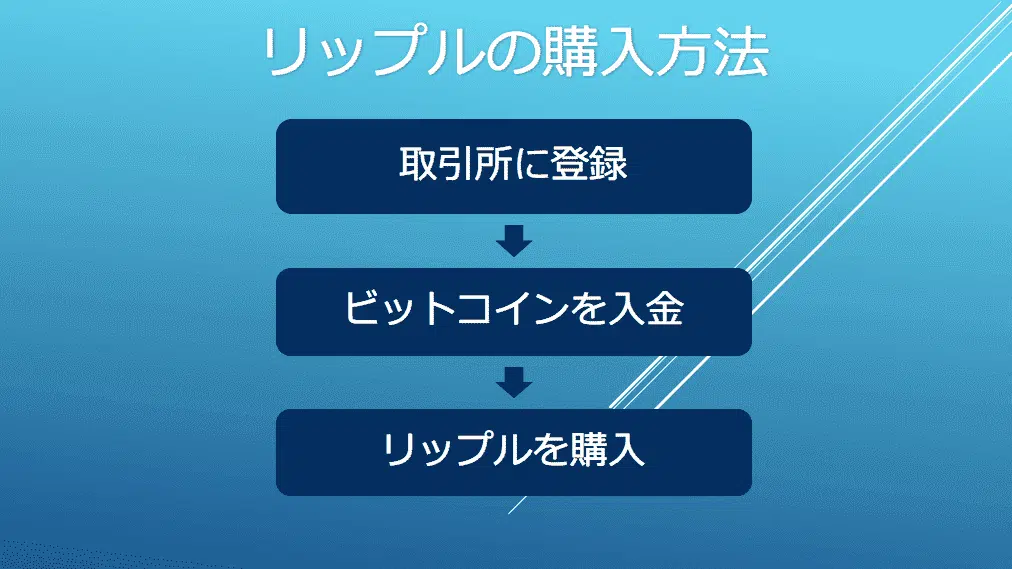 リップルの購入方法
取引所に登録
ビットコインを入金
リップルを購入